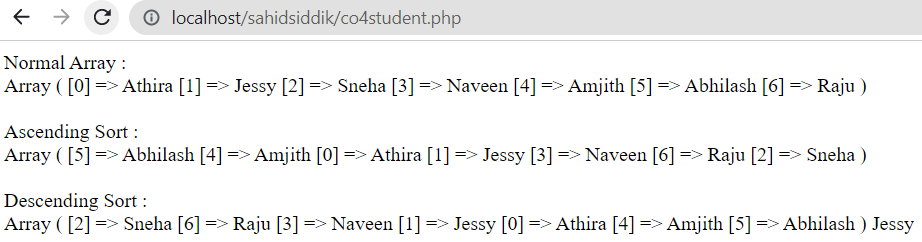 localhost/sahidsiddik/co4student.php
Normal Array :
Array ( [0] => Athira [1] => Jessy [2] => Sneha [3] => Naveen [4] => Amjith [5] => Abhilash [6] => Raju )
Ascending Sort :
Array ( [5] => Abhilash [4] => Amjith [0] => Athira [1] => Jessy [3] => Naveen [6] => Raju [2] => Sneha )
Descending Sort :
Array ( [2] => Sneha [6] => Raju [3] => Naveen [1] => Jessy [0] => Athira [4] => Amjith [5] => Abhilash ) Jessy